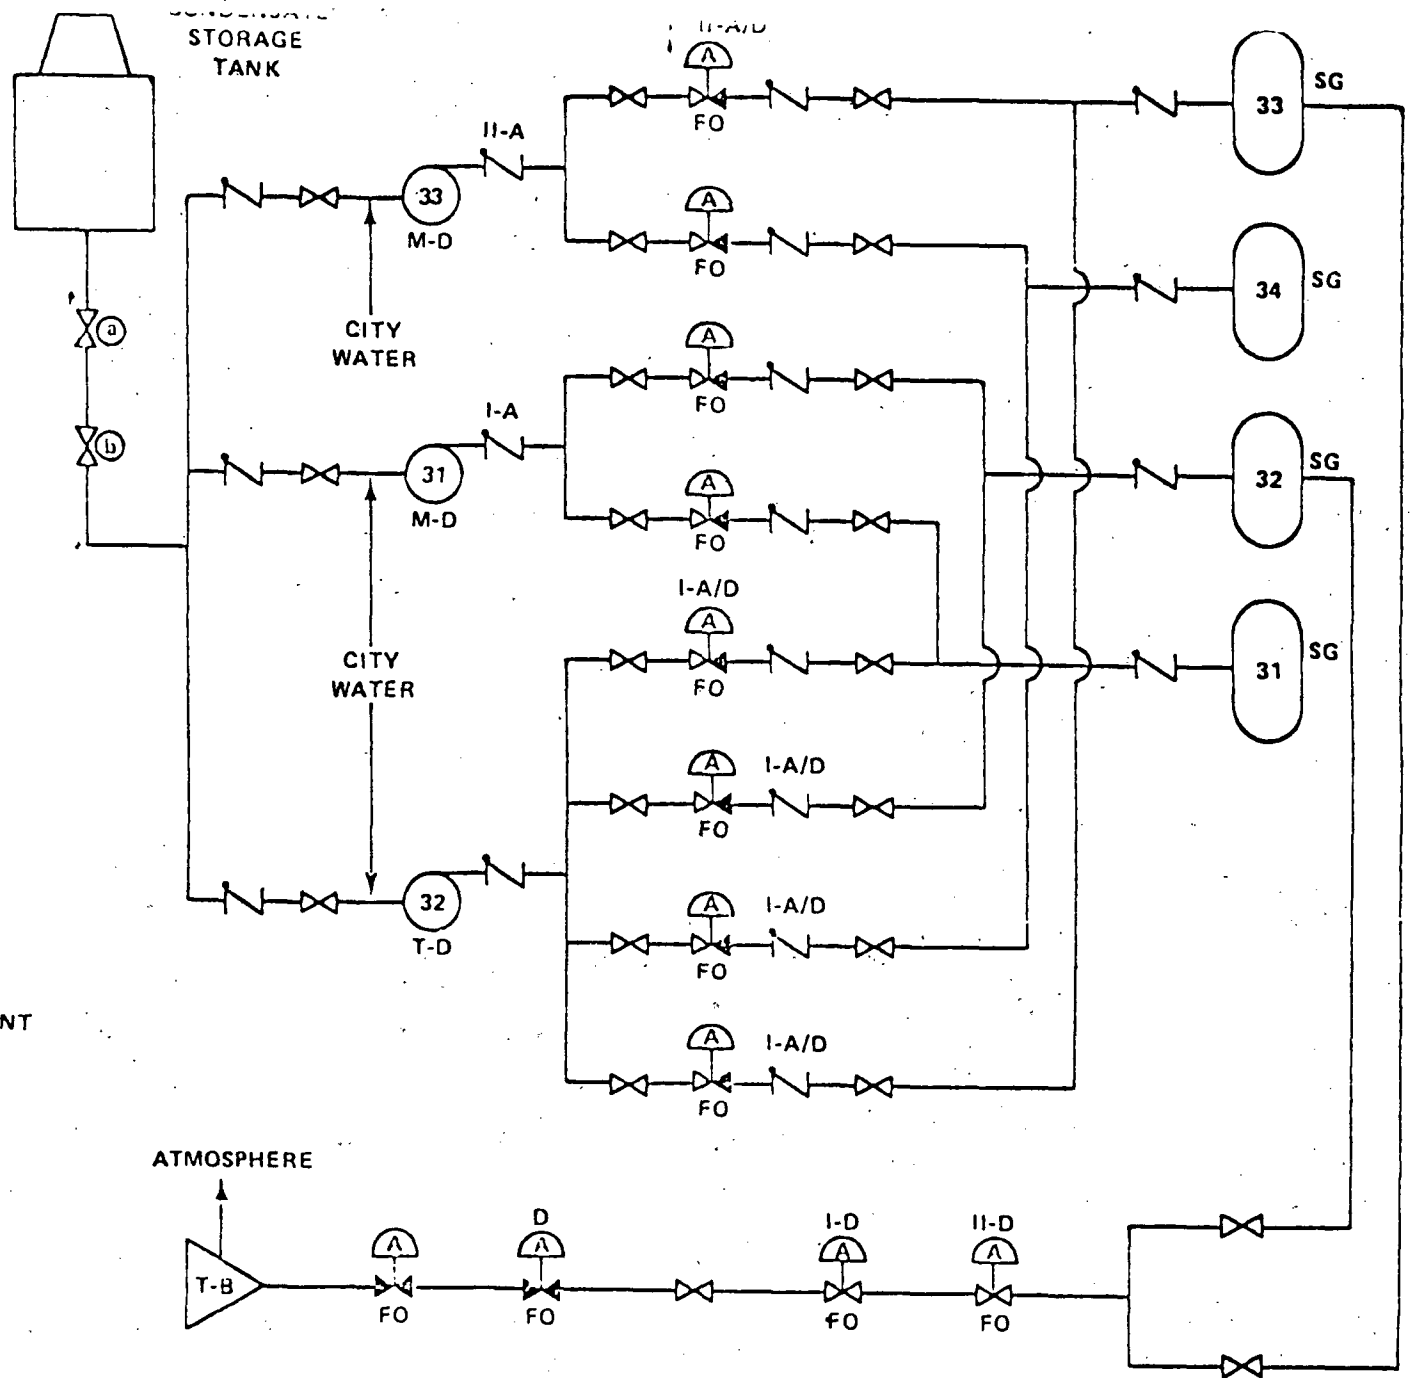 STORAGE
TANK
II-A/D
A
FO
33
SG
II-A
33
M-D
A
FO
34
SG
a
CITY
WATER
A
FO
b
I-A
31
M-D
A
FO
32
SG
I-A/D
A
FO
CITY
WATER
31
SG
A
I-A/D
FO
32
T-D
A
I-A/D
FO
NT
A
I-A/D
FO
ATMOSPHERE
T-B
A
FO
D
A
FO
I-D
A
FO
II-D
A
FO